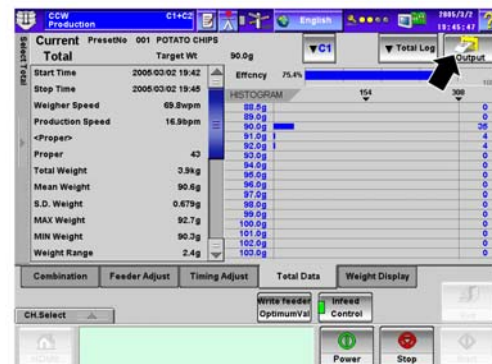 CCW C1+C2 English 2005/3/2
Production 18:45:47
Current PresetNo 001 POTATO CHIPS
Total Target Wt 90.0g C1 Total Log Output
Select Total
Start Time 2005/03/02 19:42
Stop Time 2005/03/02 19:45
Weigher Speed 69.8wpm
Production Speed 16.9bpm
<Proper>
Proper 43
Total Weight 3.9kg
Mean Weight 90.6g
S.D. Weight 0.679g
MAX Weight 92.7g
MIN Weight 90.3g
Weight Range 2.4g
Effcncy 75.4%
HISTOGRAM 154 308
88.5g 0
89.0g 0
90.0g 35
91.0g 4
92.0g 4
93.0g 0
94.0g 0
95.0g 0
96.0g 0
97.0g 0
98.0g 0
99.0g 0
100.0g 0
101.0g 0
102.0g 0
103.0g 0
Combination Feeder Adjust Timing Adjust Total Data Weight Display
Write feeder
OptimumVal
Infeed
Control
CH.Select
Power Stop